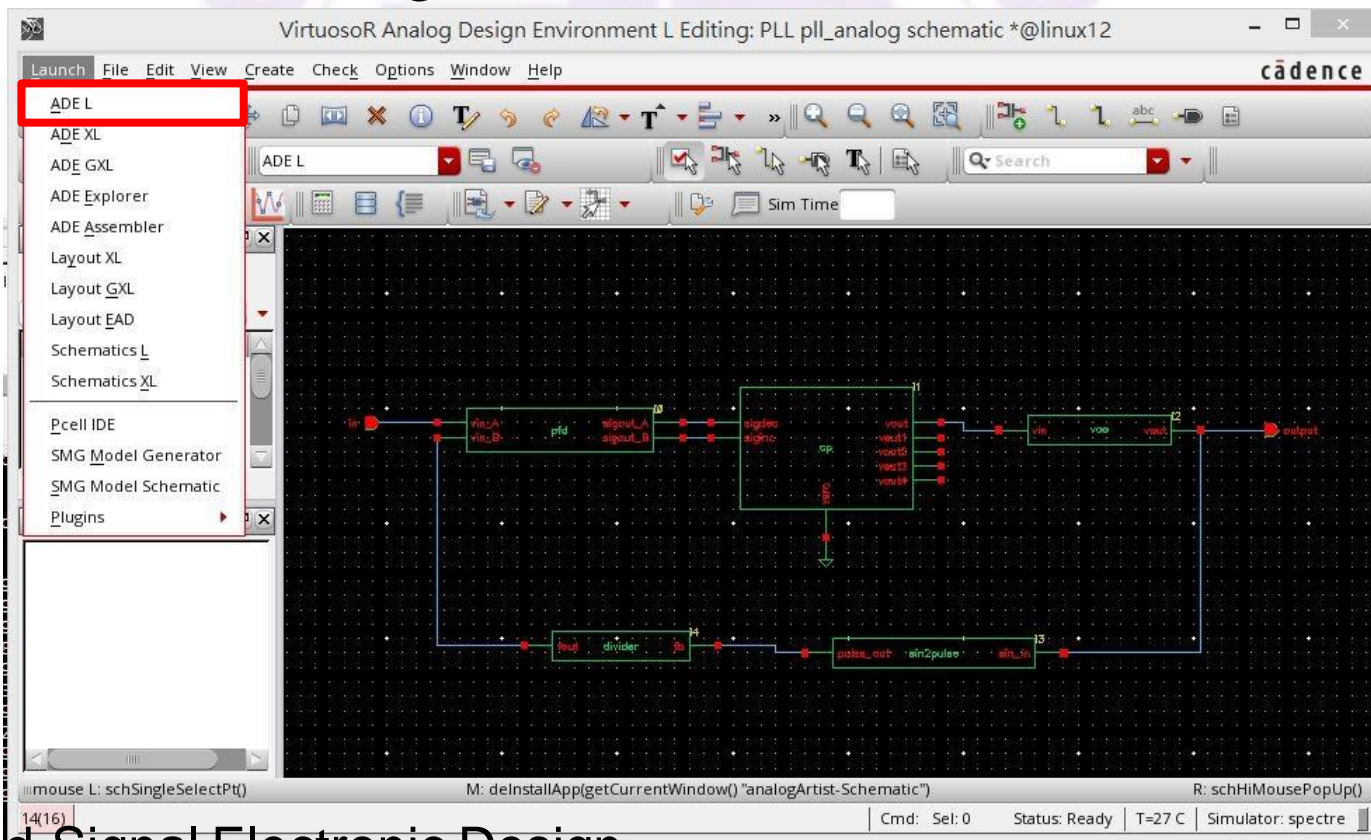 VirtuosoR Analog Design Environment L Editing: PLL pll_analog schematic *@linux12
Launch File Edit View Create Check Options Window Help cādence
ADE L
ADE XL
ADE GXL
ADE Explorer
ADE Assembler
Layout XL
Layout GXL
Layout EAD
Schematics L
Schematics XL
Pcell IDE
SMG Model Generator
SMG Model Schematic
Plugins
abc
ADE L
Search
Sim Time
I1
in
vin_A
vin_B
pfd
sigout_A
sigout_B
sigdec
siginc
cp
vout
vout1
vout2
vout3
vout4
I2
vin
vco
vout
output
I4
fout divider fb
I3
pulse_out sin2pulse sin_in
mouse L: schSingleSelectPt() M: deInstallApp(getCurrentWindow() "analogArtist-Schematic") R: schHiMousePopUp()
14(16) Cmd: Sel: 0 Status: Ready T=27 C Simulator: spectre
Signal Electronic Design